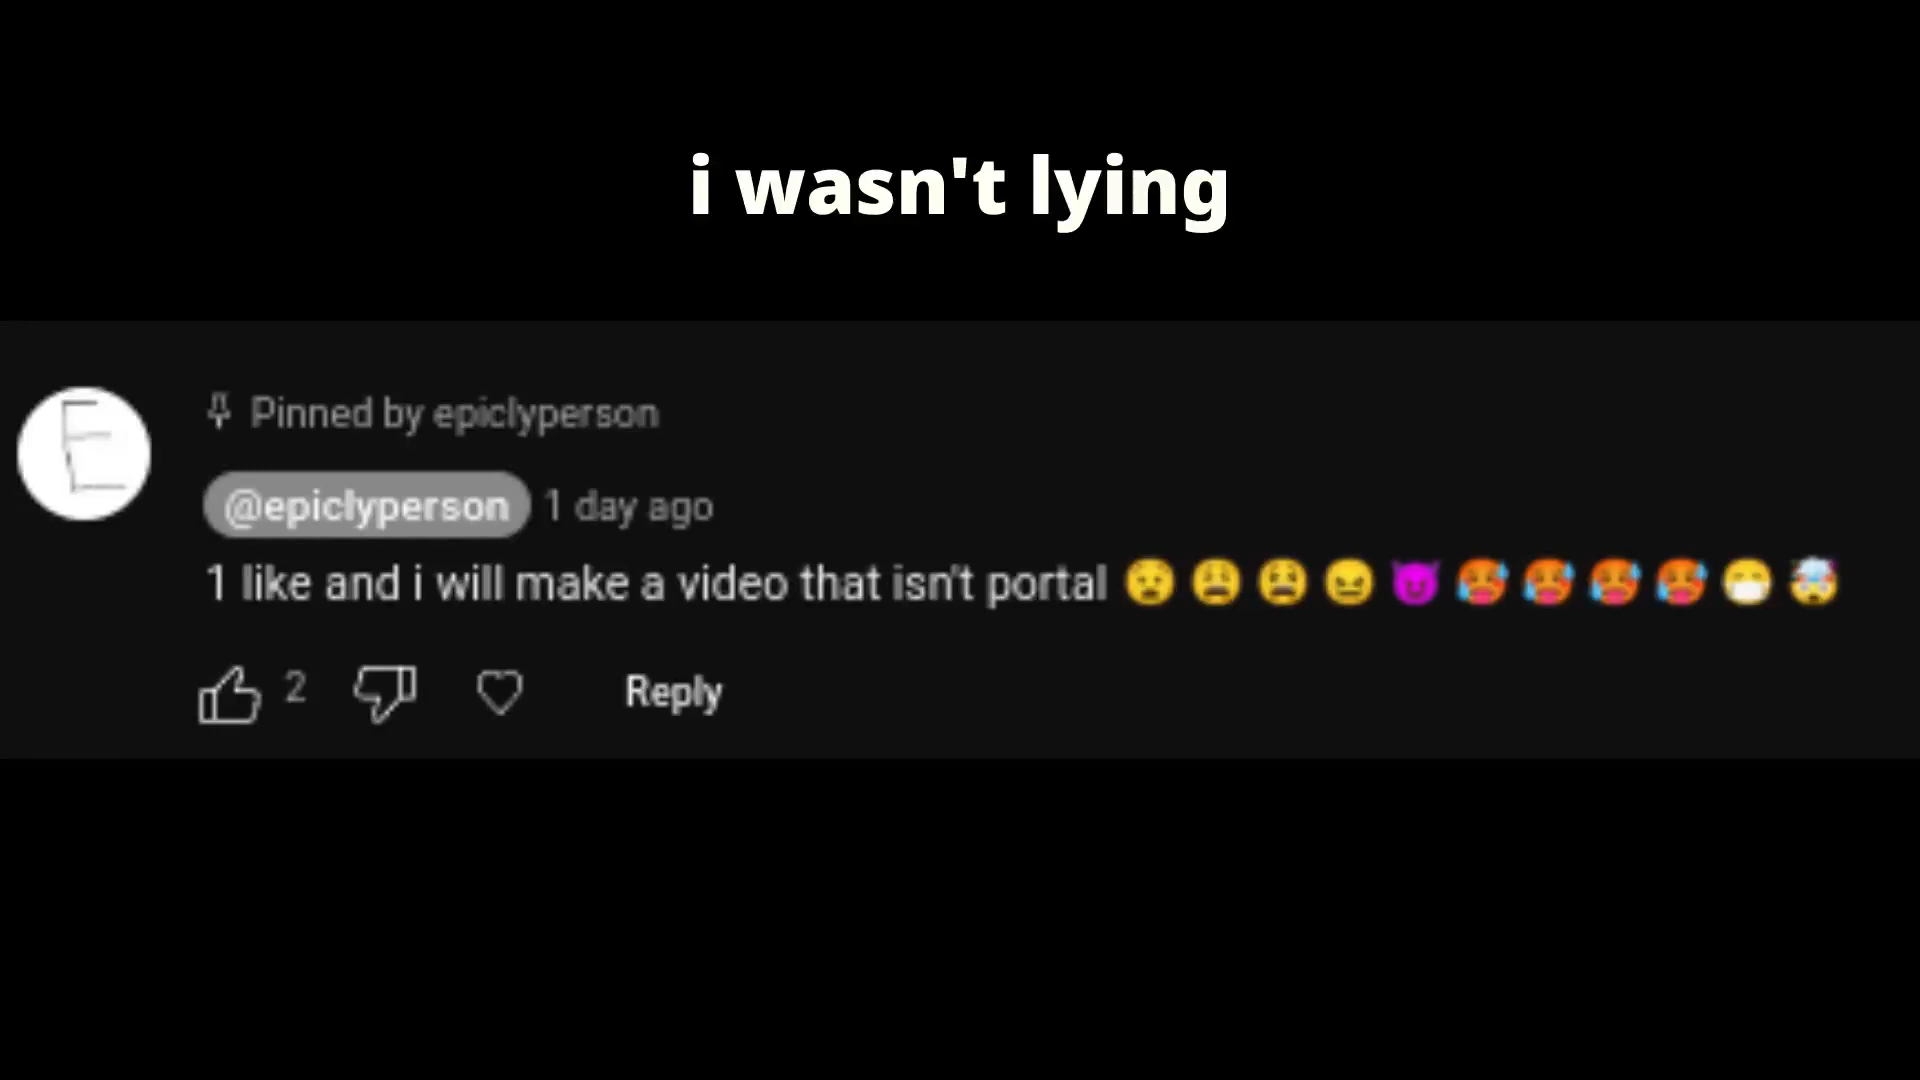 i wasn't lying
Pinned by epiclyperson
@epiclyperson 1 day ago
1 like and i will make a video that isn't portal 😟😩😫😖😈🥵🥵🥵🥵😷🤯
2 Reply